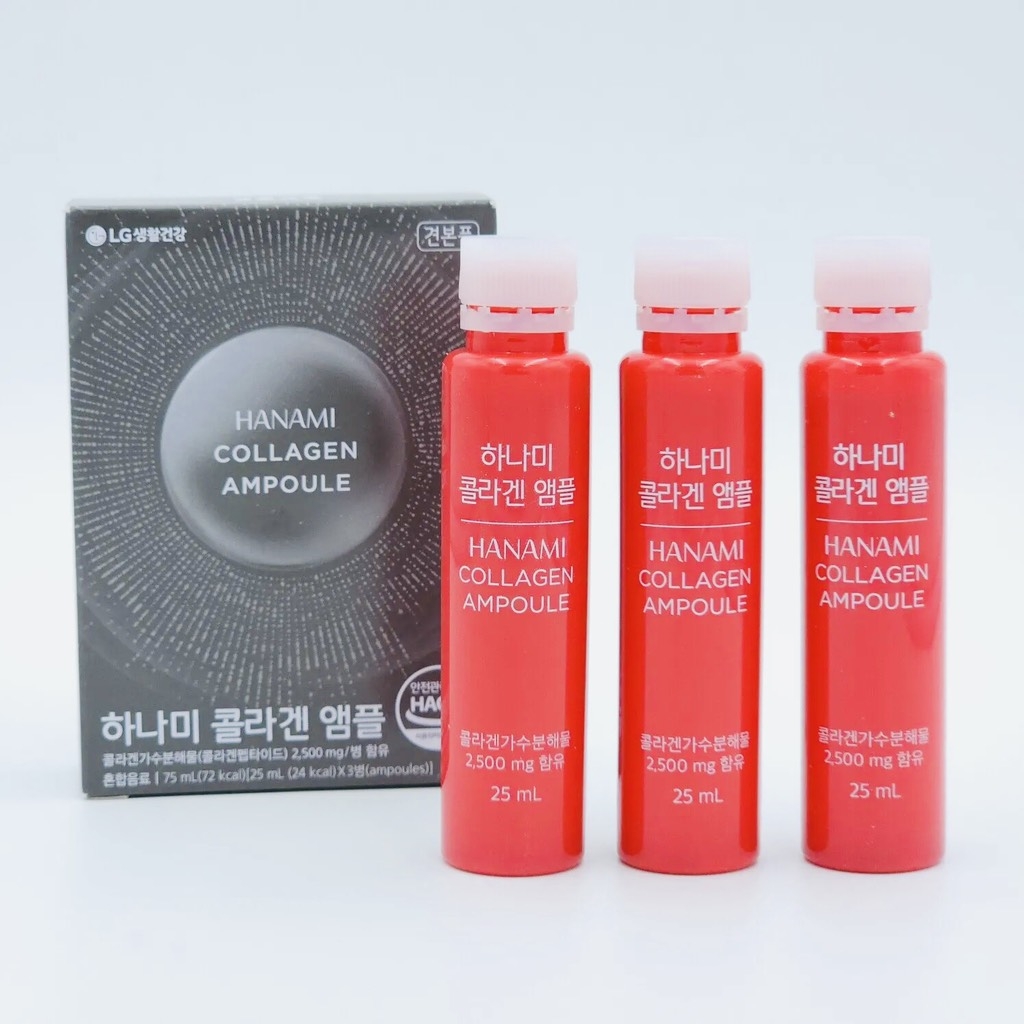 LG생활건강
견본품
HANAMI
COLLAGEN
AMPOULE
하나미 콜라겐 앰플
콜라겐가수분해물(콜라겐펩타이드) 2,500 mg/병 함유
혼합음료 | 75 mL(72 kcal)[25 mL (24 kcal)X3병(ampoules)]
하나미
콜라겐 앰플
HANAMI
COLLAGEN
AMPOULE
콜라겐가수분해물
2,500 mg 함유
25 mL
하나미
콜라겐 앰플
HANAMI
COLLAGEN
AMPOULE
콜라겐가수분해물
2,500 mg 함유
25 mL
하나미
콜라겐 앰플
HANAMI
COLLAGEN
AMPOULE
콜라겐가수분해물
2,500 mg 함유
25 mL